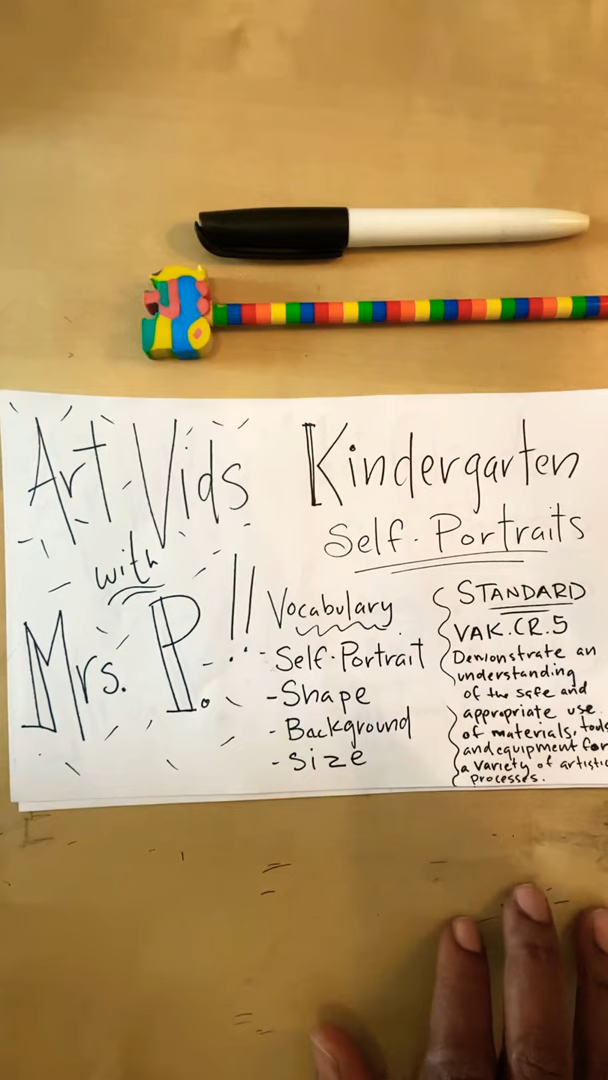 Art Vids
with
Mrs. P.!!
Kindergarten
Self-Portraits
Vocabulary
- Self-Portrait
- Shape
- Background
- Size
STANDARD
VAK.CR.5
Demonstrate an
understanding
of the safe and
appropriate use
of materials, tools
and equipment for
a variety of artistic
processes.